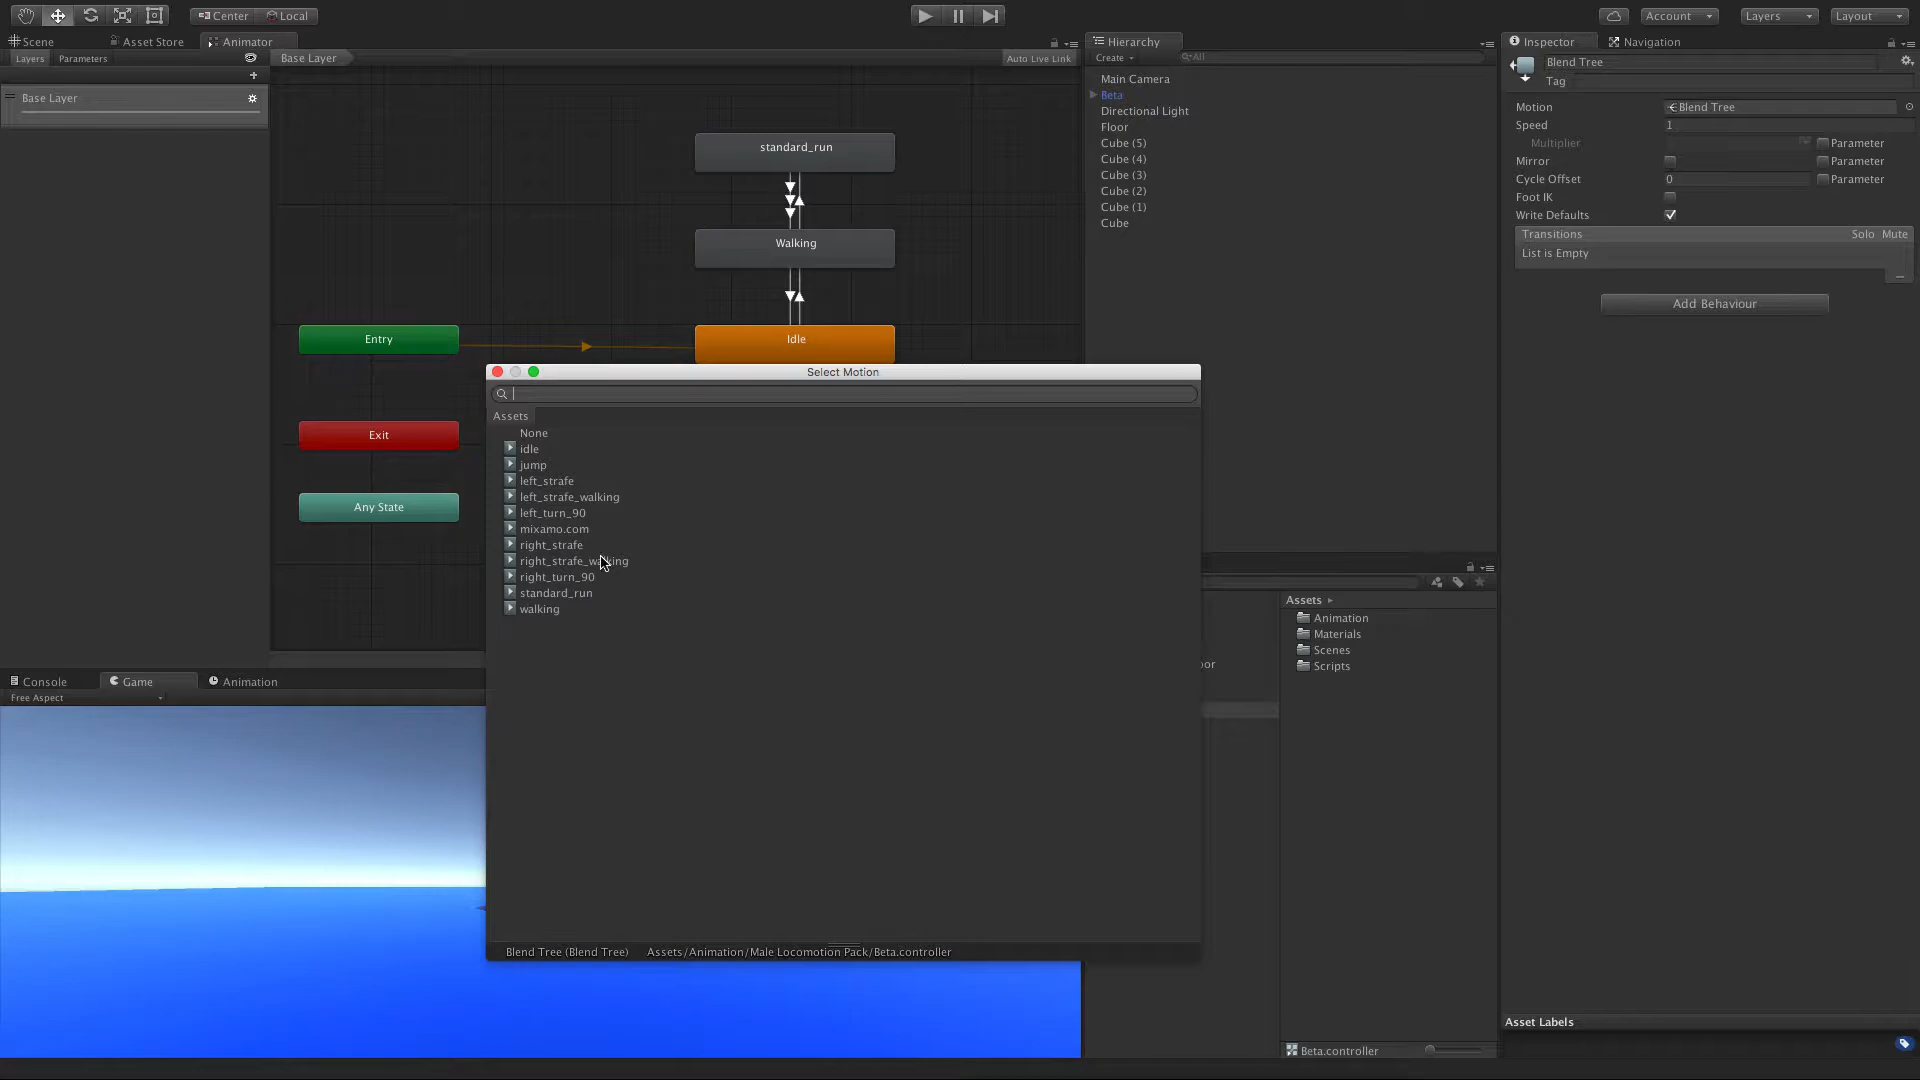 Center Local Account Layers Layout
Scene Asset Store Animator Hierarchy Inspector Navigation
Layers Parameters Base Layer Auto Live Link Create All Blend Tree
Tag
Base Layer
Main Camera
Beta
Directional Light
Floor
Cube (5)
Cube (4)
Cube (3)
Cube (2)
Cube (1)
Cube
Motion Blend Tree
Speed 1
Multiplier Parameter
Mirror Parameter
Cycle Offset 0 Parameter
Foot IK
Write Defaults
Transitions Solo Mute
List is Empty
Add Behaviour
standard_run
Walking
Entry
Idle
Exit
Any State
Select Motion
Assets
None
idle
jump
left_strafe
left_strafe_walking
left_turn_90
mixamo.com
right_strafe
right_strafe_walking
right_turn_90
standard_run
walking
Blend Tree (Blend Tree) Assets/Animation/Male Locomotion Pack/Beta.controller
Assets
Animation
Materials
Scenes
Scripts
Console Game Animation
Free Aspect
Asset Labels
Beta.controller